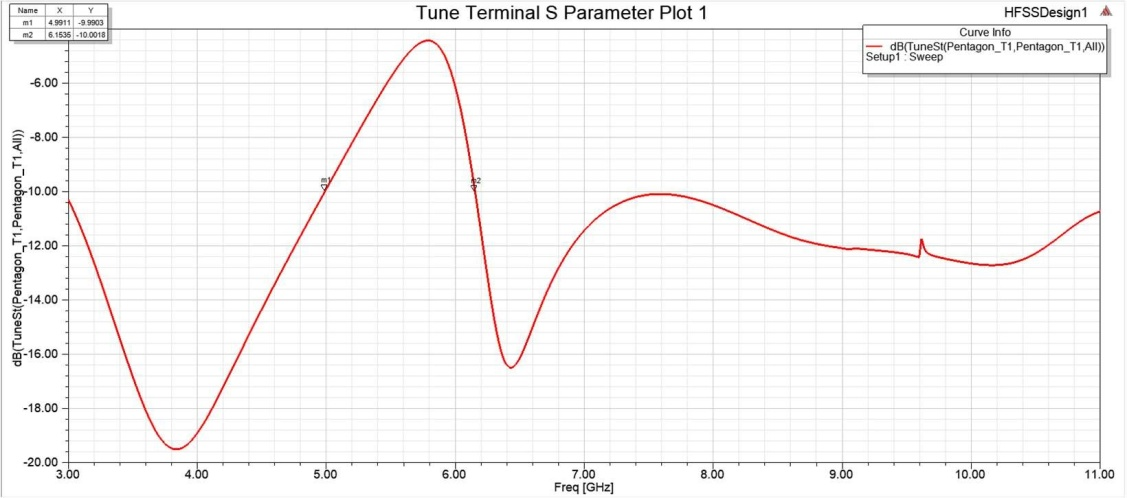 Tune Terminal S Parameter Plot 1
HFSSDesign1
Name X Y
m1 4.9911 -9.9903
m2 6.1536 -10.0018
Curve Info
dB(TuneSt(Pentagon_T1,Pentagon_T1,All))
Setup1 : Sweep
dB(TuneSt(Pentagon_T1,Pentagon_T1,All))
-6.00
-8.00
-10.00
-12.00
-14.00
-16.00
-18.00
-20.00
m1
m2
3.00 4.00 5.00 6.00 7.00 8.00 9.00 10.00 11.00
Freq [GHz]